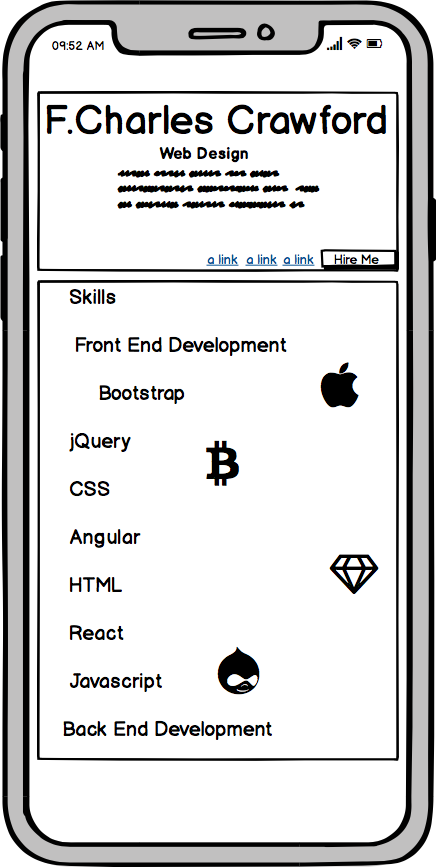 09:52 AM
F.Charles Crawford
Web Design
a link a link a link Hire Me
Skills
Front End Development
Bootstrap
jQuery
CSS
Angular
HTML
React
Javascript
Back End Development